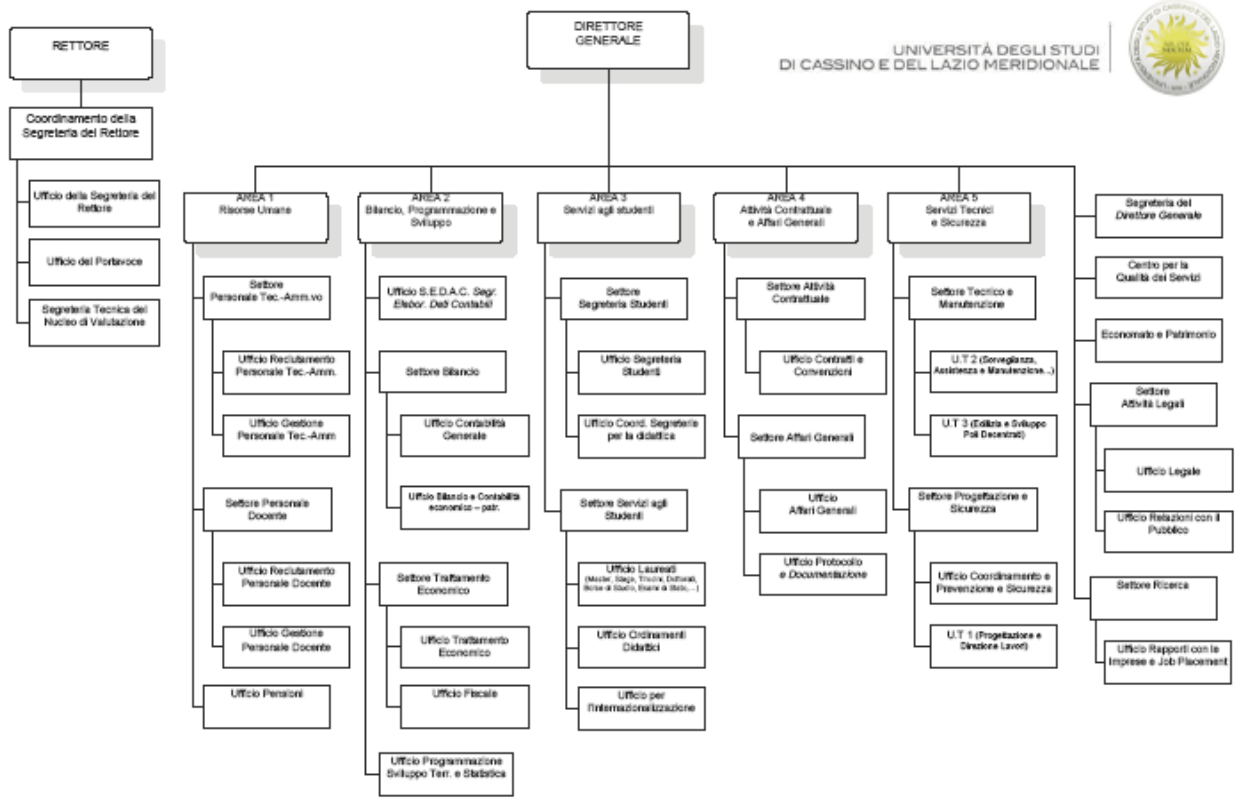 RETTORE
Coordinamento della
Segreteria del Rettore
Ufficio della Segreteria del
Rettore
Ufficio del Portavoce
Segreteria Tecnica del
Nucleo di Valutazione
DIRETTORE
GENERALE
UNIVERSITÀ DEGLI STUDI
DI CASSINO E DEL LAZIO MERIDIONALE
AREA 1
Risorse Umane
Settore
Personale Tec.-Amm.vo
Ufficio Reclutamento
Personale Tec.-Amm.
Ufficio Gestione
Personale Tec.-Amm
Settore Personale
Docente
Ufficio Reclutamento
Personale Docente
Ufficio Gestione
Personale Docente
Ufficio Pensioni
AREA 2
Bilancio, Programmazione e
Sviluppo
Ufficio S.E.D.A.C. Segr.
Elabor. Dati Contabili
Settore Bilancio
Ufficio Contabilità
Generale
Ufficio Bilancio e Contabilità
economico – patr.
Settore Trattamento
Economico
Ufficio Trattamento
Economico
Ufficio Fiscale
Ufficio Programmazione
Sviluppo Terr. e Statistica
AREA 3
Servizi agli studenti
Settore
Segreteria Studenti
Ufficio Segreteria
Studenti
Ufficio Coord. Segreterie
per la didattica
Settore Servizi agli
Studenti
Ufficio Laureati
(Master, Stage, Tirocini, Dottorati,
Borse di Studio, Esami di Stato,...)
Ufficio Ordinamenti
Didattici
Ufficio per
l'Internazionalizzazione
AREA 4
Attività Contrattuale
e Affari Generali
Settore Attività
Contrattuale
Ufficio Contratti e
Convenzioni
Settore Affari Generali
Ufficio
Affari Generali
Ufficio Protocollo
e Documentazione
AREA 5
Servizi Tecnici
e Sicurezza
Settore Tecnico e
Manutenzione
U.T 2 (Sorveglianza,
Assistenza e Manutenzione...)
U.T 3 (Edilizia e Sviluppo
Poli Decentrati)
Settore Progettazione e
Sicurezza
Ufficio Coordinamento e
Prevenzione e Sicurezza
U.T 1 (Progettazione e
Direzione Lavori)
Segreteria del
Direttore Generale
Centro per la
Qualità dei Servizi
Economato e Patrimonio
Settore
Attività Legali
Ufficio Legale
Ufficio Relazioni con il
Pubblico
Settore Ricerca
Ufficio Rapporti con le
Imprese e Job Placement